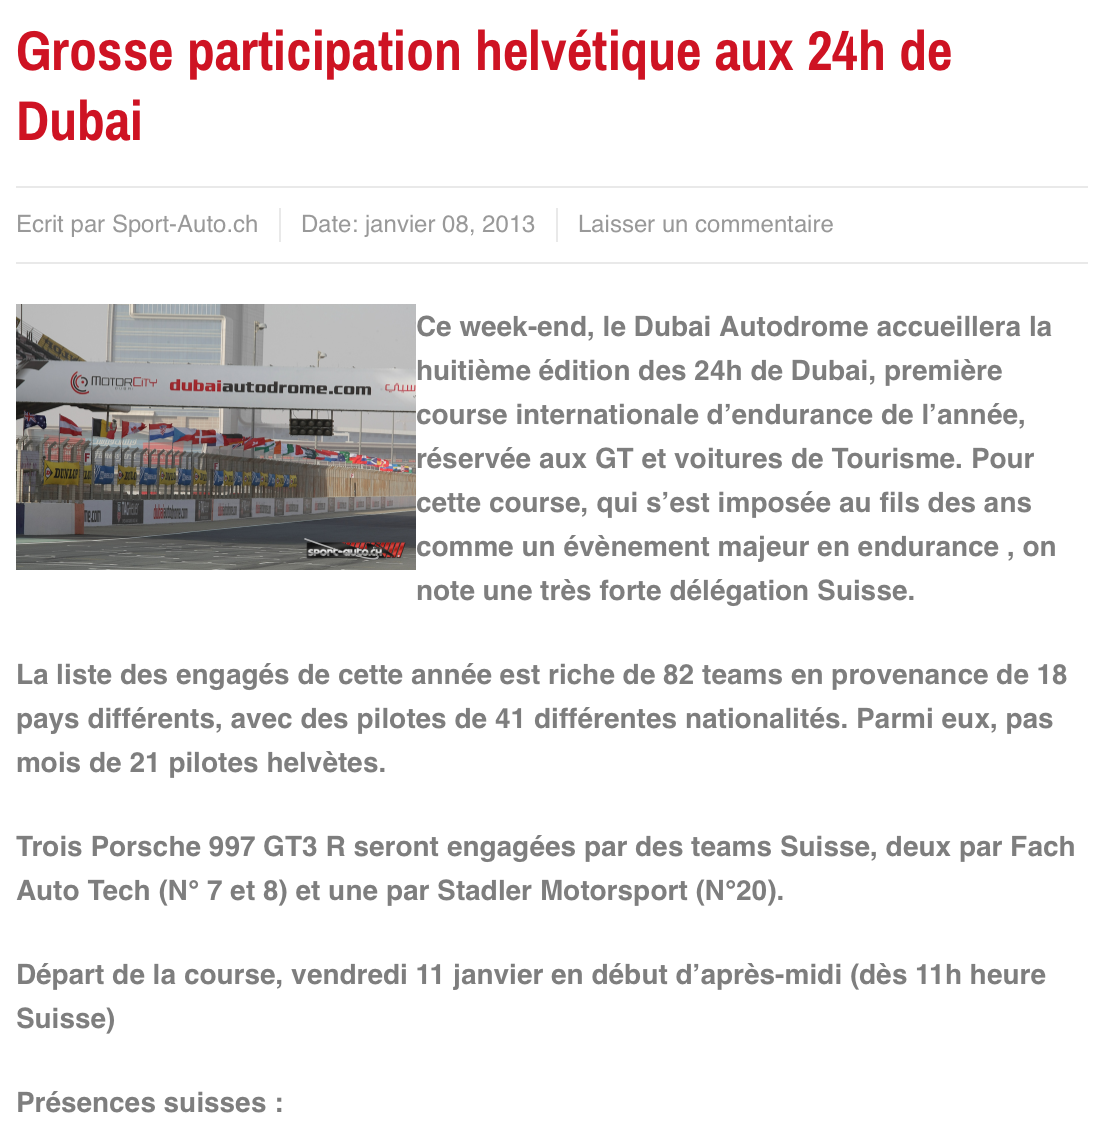 Grosse participation helvétique aux 24h de
Dubai
Ecrit par Sport-Auto.ch
Date: janvier 08, 2013
Laisser un commentaire
MOTORCITY
DUBAI
dubaiautodrome.com
DUNLOP
sport-auto.ch
Ce week-end, le Dubai Autodrome accueillera la
huitième édition des 24h de Dubai, première
course internationale d’endurance de l’année,
réservée aux GT et voitures de Tourisme. Pour
cette course, qui s’est imposée au fils des ans
comme un évènement majeur en endurance , on
note une très forte délégation Suisse.
La liste des engagés de cette année est riche de 82 teams en provenance de 18
pays différents, avec des pilotes de 41 différentes nationalités. Parmi eux, pas
mois de 21 pilotes helvètes.
Trois Porsche 997 GT3 R seront engagées par des teams Suisse, deux par Fach
Auto Tech (N° 7 et 8) et une par Stadler Motorsport (N°20).
Départ de la course, vendredi 11 janvier en début d’après-midi (dès 11h heure
Suisse)
Présences suisses :